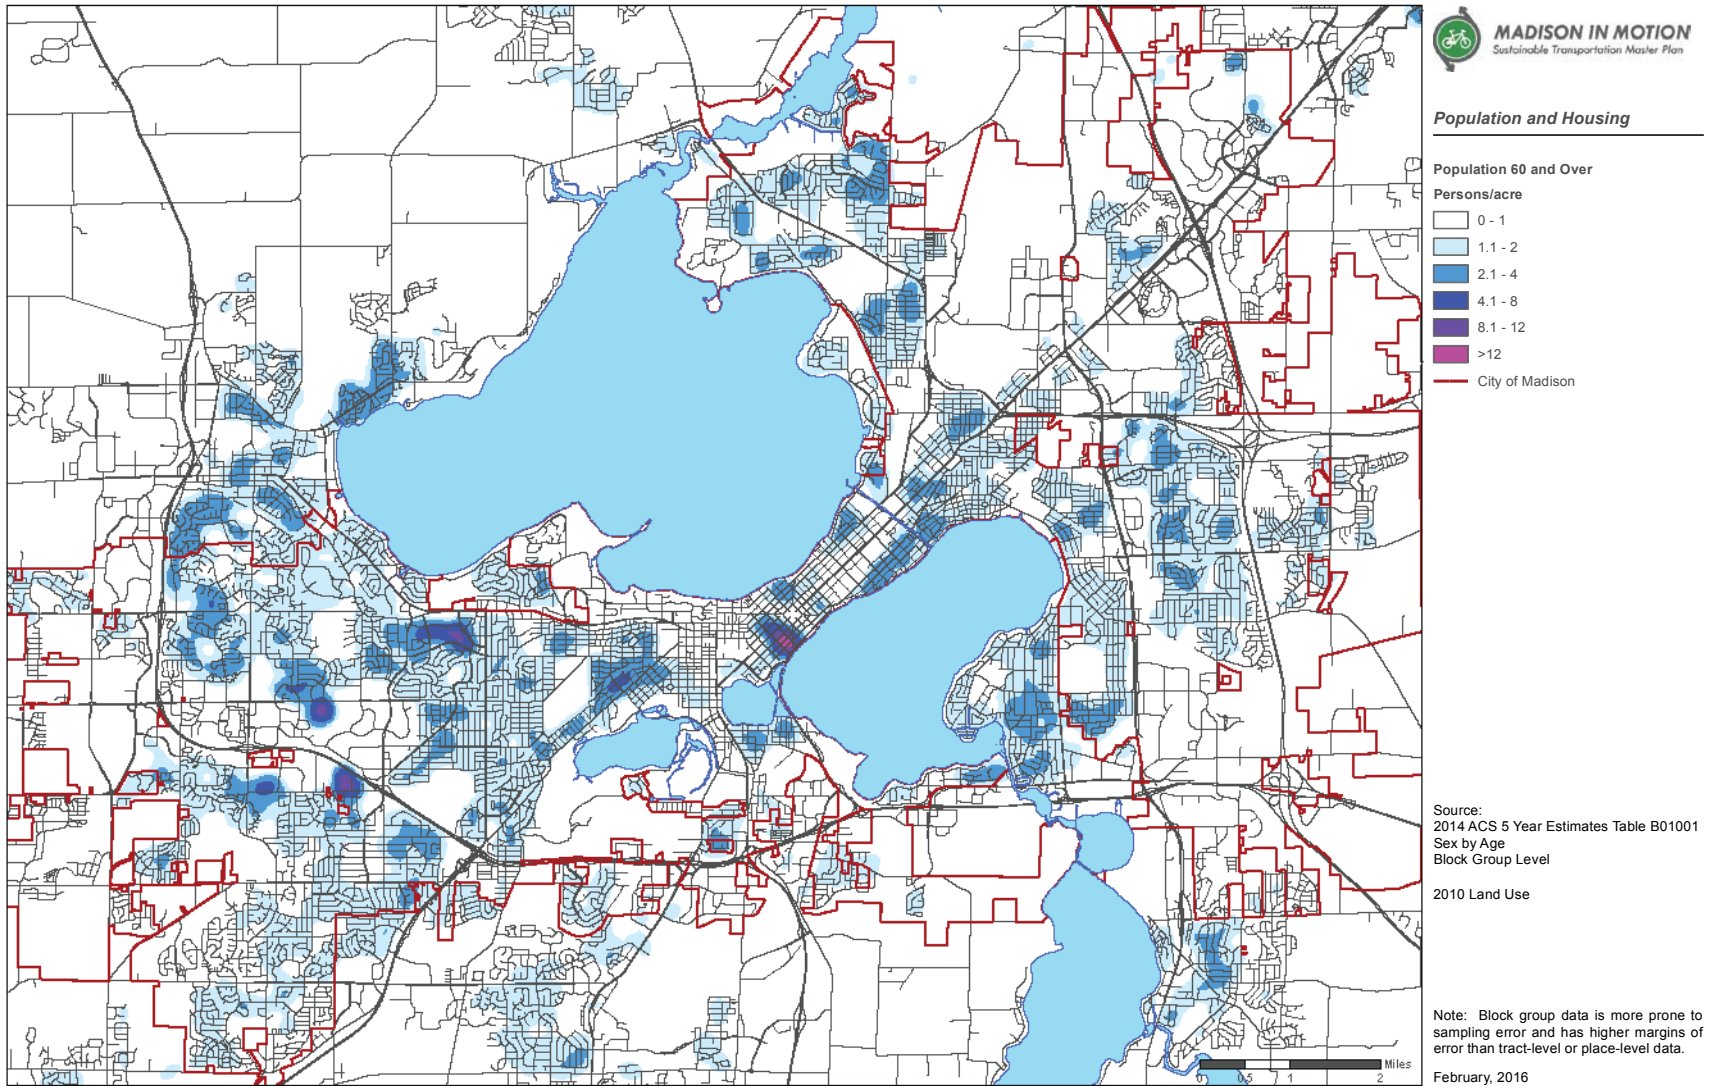 MADISON IN MOTION
Sustainable Transportation Master Plan
Population and Housing
Population 60 and Over
Persons/acre
0 - 1
1.1 - 2
2.1 - 4
4.1 - 8
8.1 - 12
>12
City of Madison
Source:
2014 ACS 5 Year Estimates Table B01001
Sex by Age
Block Group Level
2010 Land Use
Note: Block group data is more prone to
sampling error and has higher margins of
error than tract-level or place-level data.
February, 2016
Miles
0 0.5 1 2